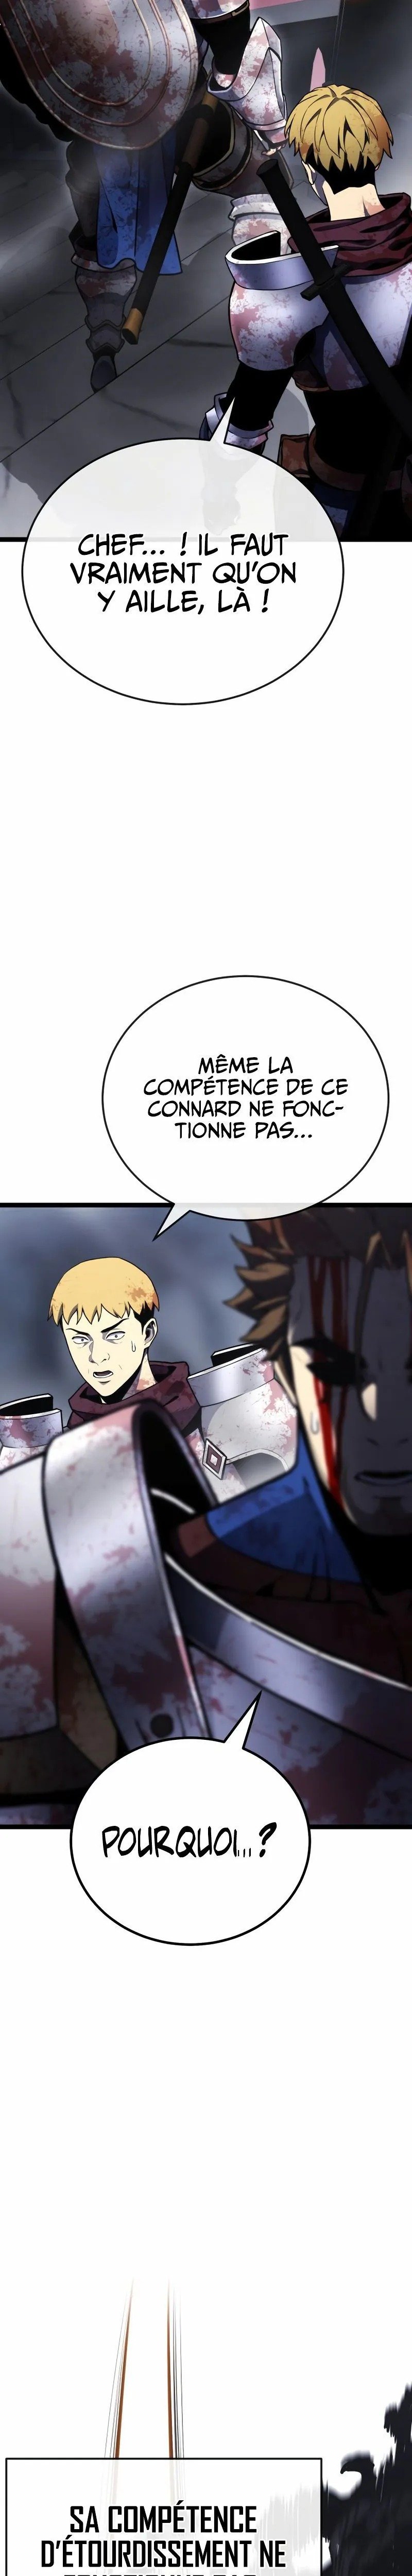 CHEF... ! IL FAUT
VRAIMENT QU'ON
Y AILLE, LÀ !
MÊME LA
COMPÉTENCE DE CE
CONNARD NE FONC-
TIONNE PAS...
POURQUOI...?
SA COMPÉTENCE
D'ÉTOURDISSEMENT NE